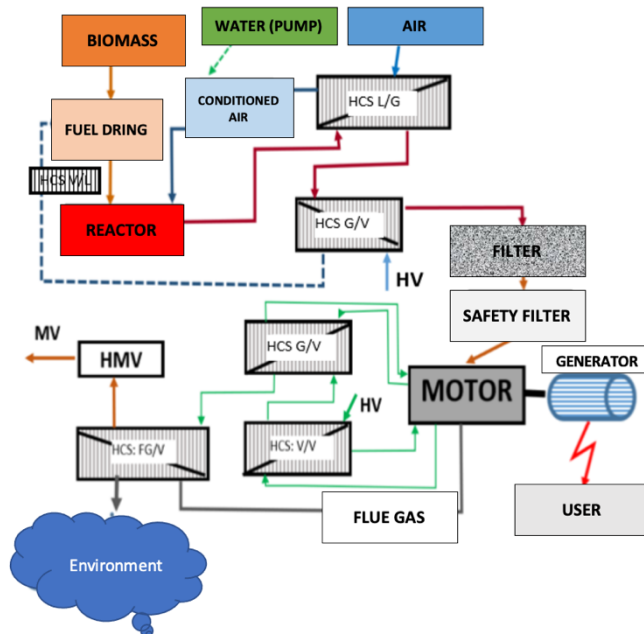 WATER (PUMP)
AIR
BIOMASS
HCS L/G
CONDITIONED
AIR
FUEL DRING
HCS W/L
HCS G/V
REACTOR
FILTER
HV
SAFETY FILTER
MV
HMV
HCS G/V
GENERATOR
MOTOR
HV
HCS: FG/V
HCS: V/V
FLUE GAS
USER
Environment